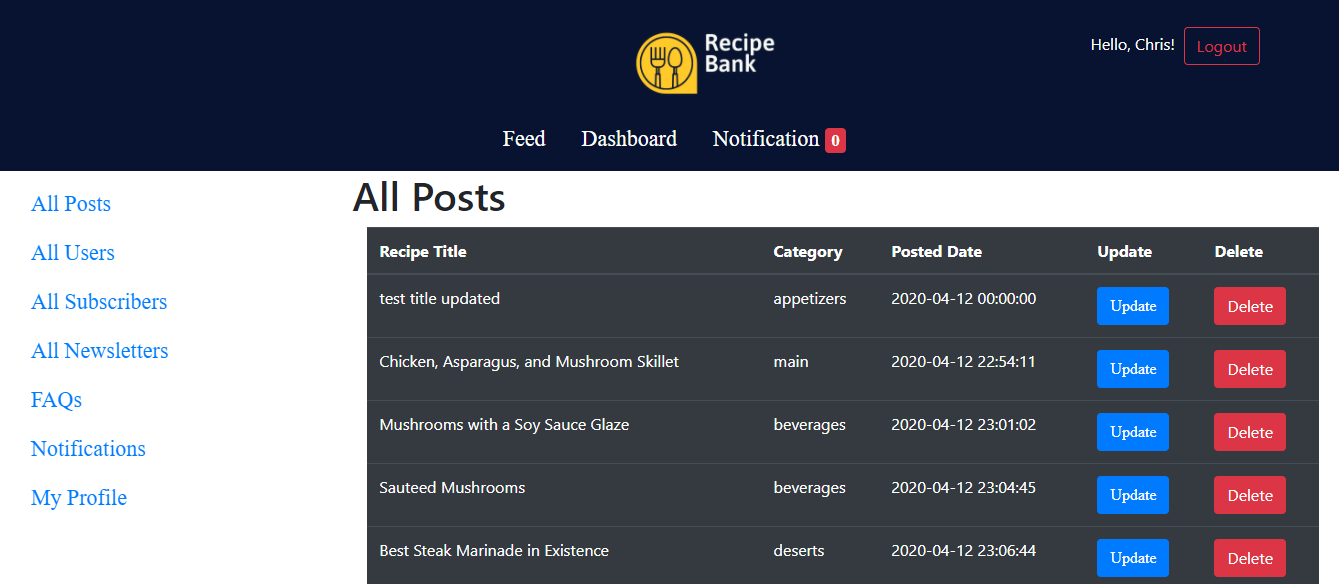 Recipe
Bank
Hello, Chris! Logout
Feed Dashboard Notification 0
All Posts
All Users
All Subscribers
All Newsletters
FAQs
Notifications
My Profile
All Posts
Recipe Title Category Posted Date Update Delete
test title updated appetizers 2020-04-12 00:00:00 Update Delete
Chicken, Asparagus, and Mushroom Skillet main 2020-04-12 22:54:11 Update Delete
Mushrooms with a Soy Sauce Glaze beverages 2020-04-12 23:01:02 Update Delete
Sauteed Mushrooms beverages 2020-04-12 23:04:45 Update Delete
Best Steak Marinade in Existence deserts 2020-04-12 23:06:44 Update Delete